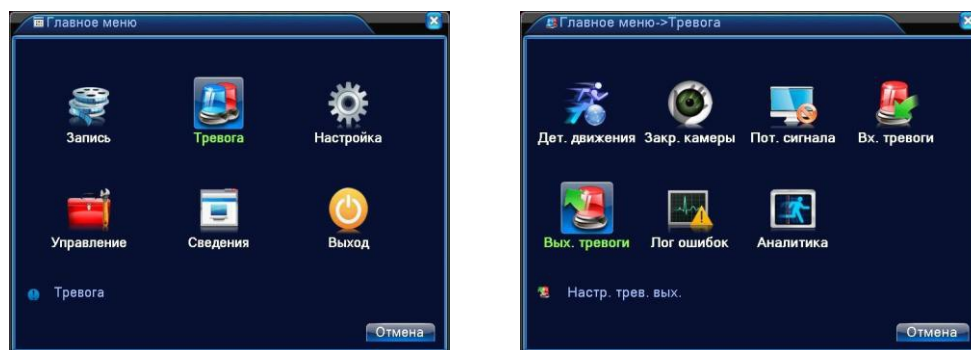 Главное меню
Запись Тревога Настройка
Управление Сведения Выход
Тревога
Отмена
Главное меню->Тревога
Дет. движения Закр. камеры Пот. сигнала Вх. тревоги
Вых. тревоги Лог ошибок Аналитика
Настр. трев. вых.
Отмена